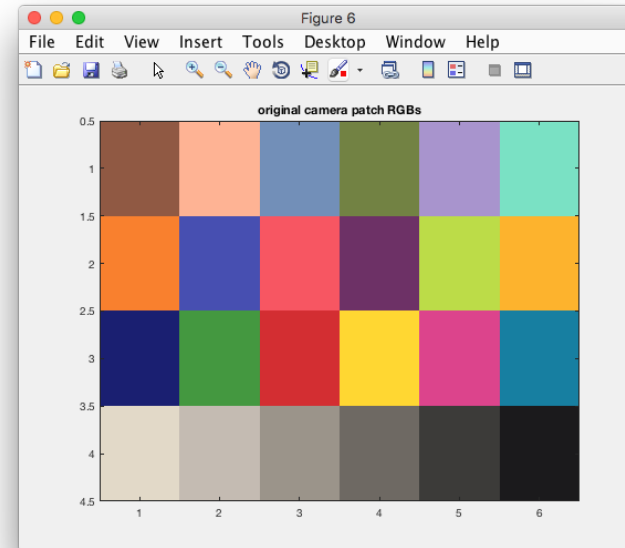 Figure 6
File Edit View Insert Tools Desktop Window Help
original camera patch RGBs
0.5
1
1.5
2
2.5
3
3.5
4
4.5
1 2 3 4 5 6